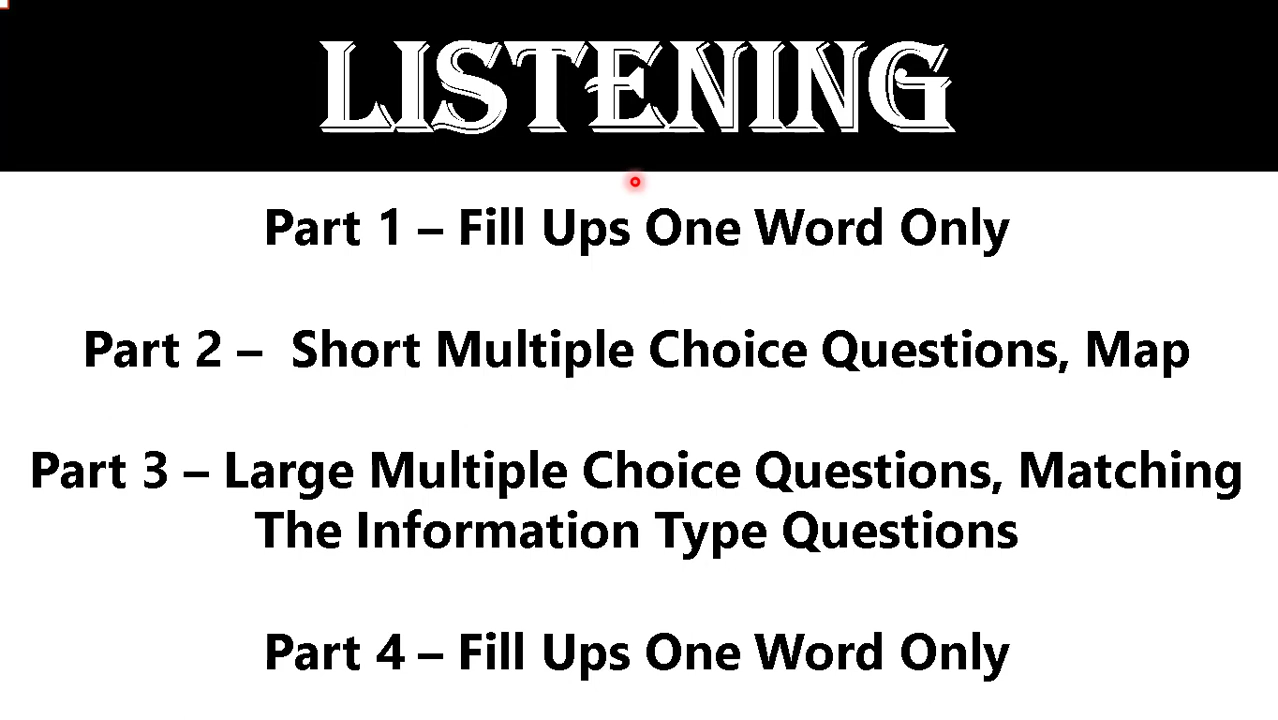 LISTENING
Part 1 – Fill Ups One Word Only
Part 2 – Short Multiple Choice Questions, Map
Part 3 – Large Multiple Choice Questions, Matching
The Information Type Questions
Part 4 – Fill Ups One Word Only